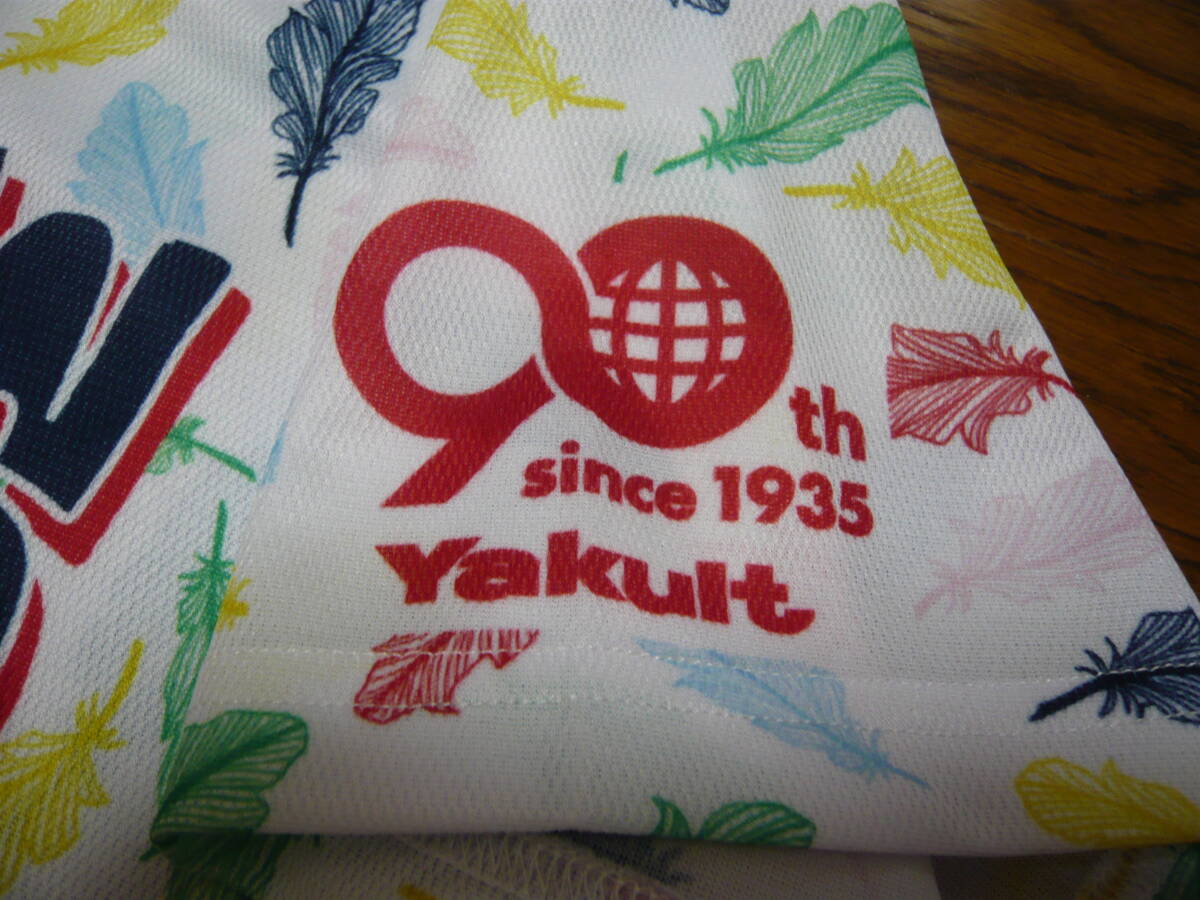 90th
since 1935
Yakult